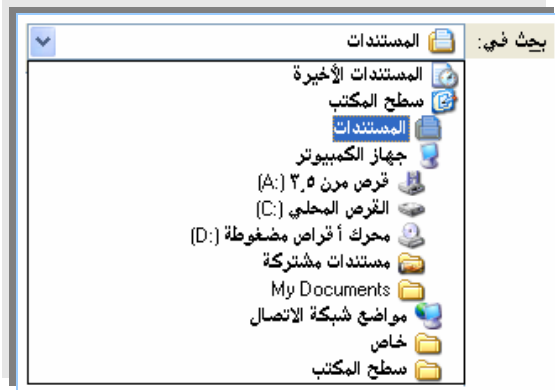 بحث في: المستندات
المستندات الأخيرة
سطح المكتب
المستندات
جهاز الكمبيوتر
قرص مرن ٣٫٥ (A:)
القرص المحلي (C:)
محرك أقراص مضغوطة (D:)
مستندات مشتركة
My Documents
مواضع شبكة الاتصال
خاص
سطح المكتب